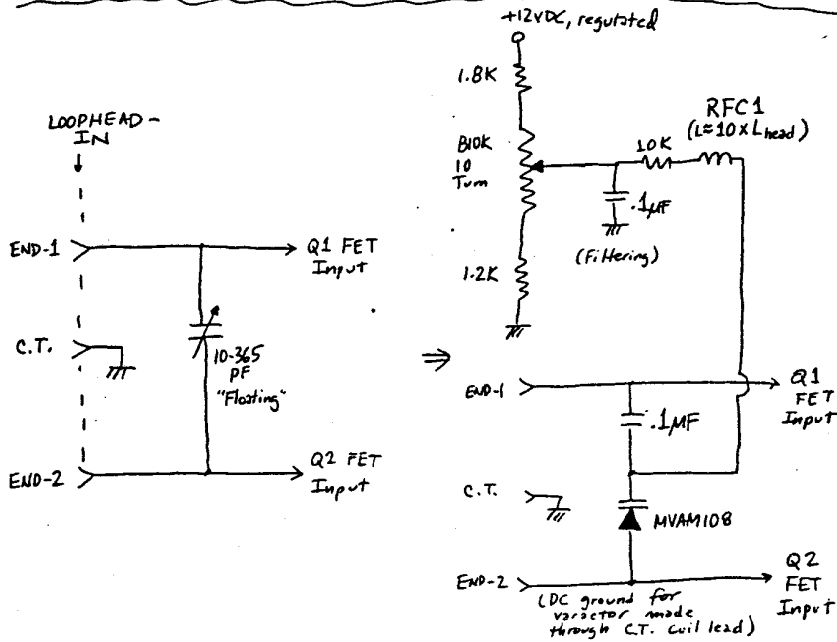 LOOPHEAD-
IN
END-1
Q1 FET
Input
C.T.
10-365
PF
"Floating"
END-2
Q2 FET
Input
⇒
+12VDC, regulated
1.8K
B10K
10
Turn
1.2K
10K
RFC1
(L≈10×Lhead)
.1µF
(Filtering)
END-1
Q1
FET
Input
.1µF
C.T.
MVAM108
END-2
Q2
FET
Input
(DC ground for
varactor made
through C.T. coil lead)